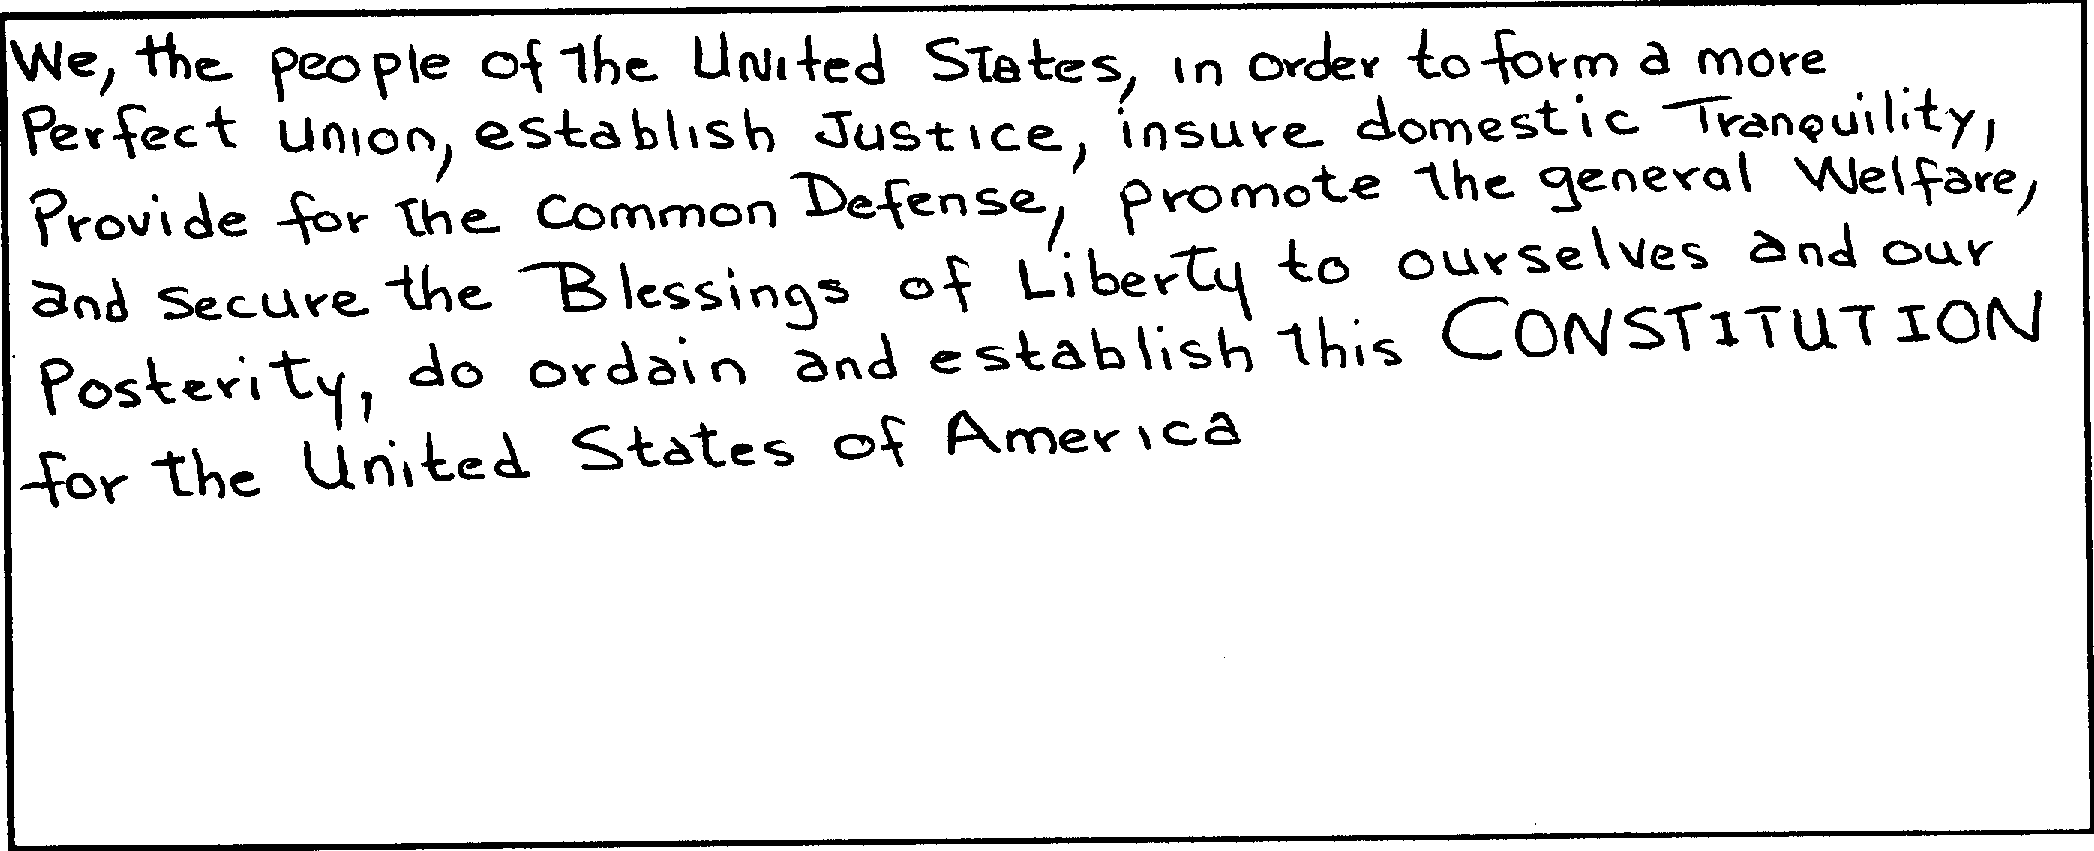 We, the people of the United States, in order to form a more
Perfect union, establish Justice, insure domestic Tranquility,
Provide for the Common Defense, promote the general Welfare,
and secure the Blessings of Liberty to ourselves and our
Posterity, do ordain and establish this CONSTITUTION
for the United States of America